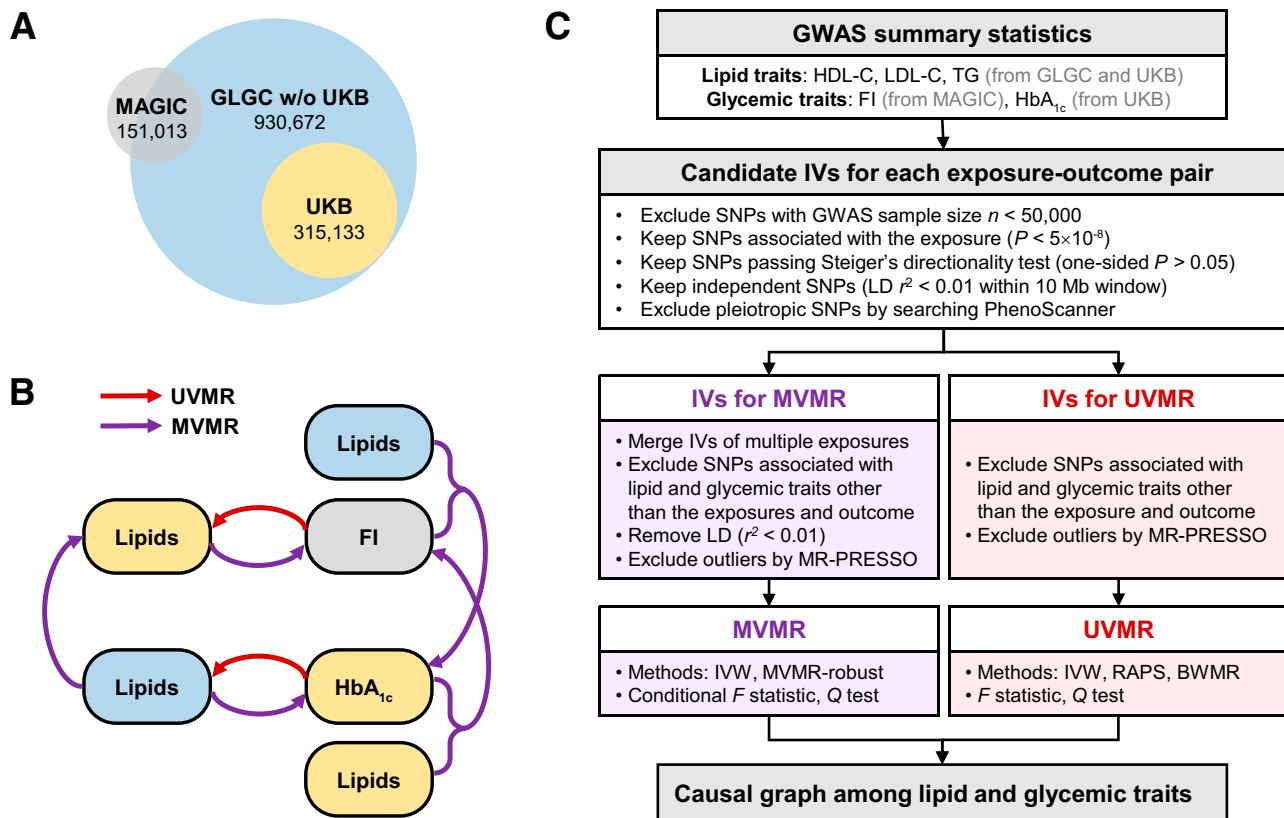 A
MAGIC
151,013
GLGC w/o UKB
930,672
UKB
315,133
B
UVMR
MVMR
Lipids
Lipids
FI
Lipids
HbA1c
Lipids
C
GWAS summary statistics
Lipid traits: HDL-C, LDL-C, TG (from GLGC and UKB)
Glycemic traits: FI (from MAGIC), HbA1c (from UKB)
Candidate IVs for each exposure-outcome pair
• Exclude SNPs with GWAS sample size n < 50,000
• Keep SNPs associated with the exposure (P < 5×10-8)
• Keep SNPs passing Steiger's directionality test (one-sided P > 0.05)
• Keep independent SNPs (LD r2 < 0.01 within 10 Mb window)
• Exclude pleiotropic SNPs by searching PhenoScanner
IVs for MVMR
• Merge IVs of multiple exposures
• Exclude SNPs associated with
lipid and glycemic traits other
than the exposures and outcome
• Remove LD (r2 < 0.01)
• Exclude outliers by MR-PRESSO
IVs for UVMR
• Exclude SNPs associated with
lipid and glycemic traits other
than the exposure and outcome
• Exclude outliers by MR-PRESSO
MVMR
• Methods: IVW, MVMR-robust
• Conditional F statistic, Q test
UVMR
• Methods: IVW, RAPS, BWMR
• F statistic, Q test
Causal graph among lipid and glycemic traits